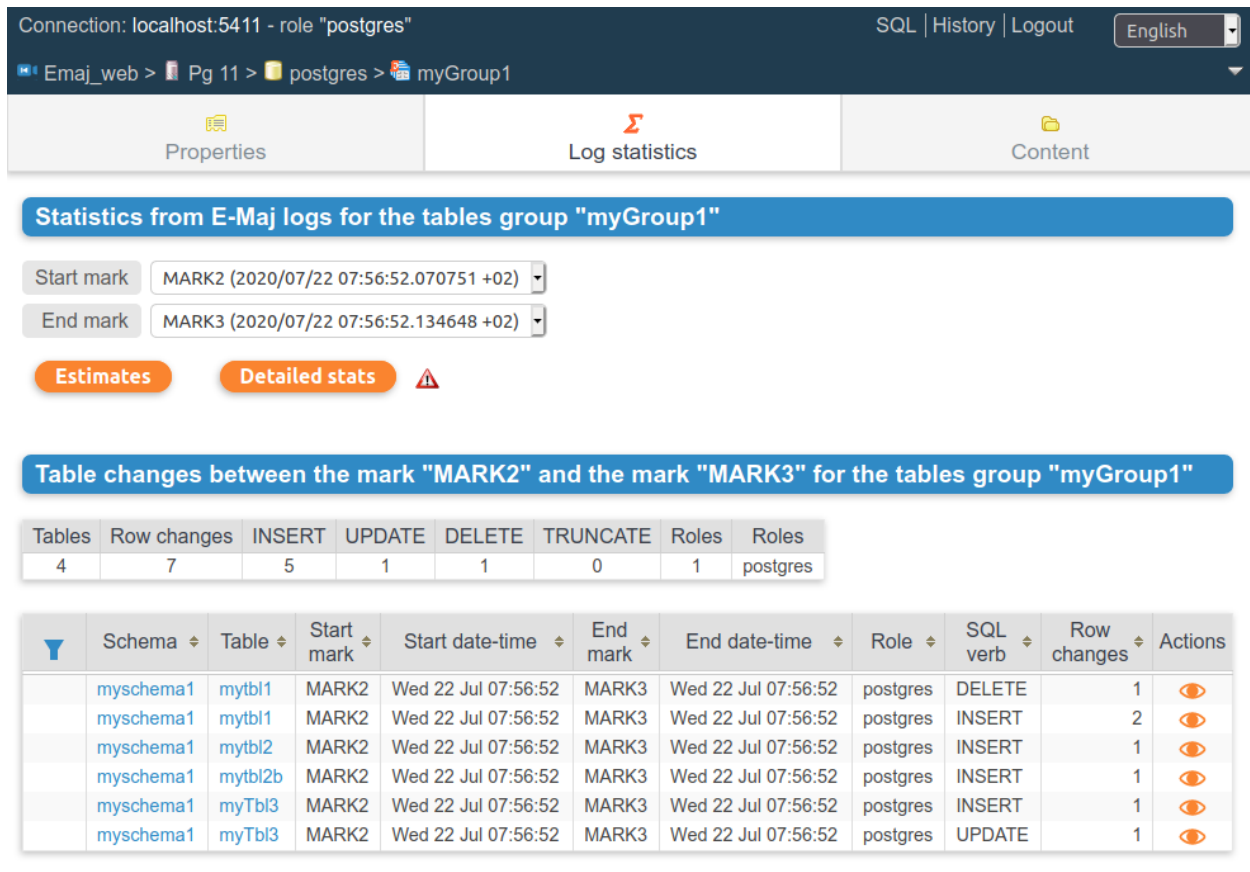 Connection: localhost:5411 - role "postgres" SQL | History | Logout English
Emaj_web > Pg 11 > postgres > myGroup1
Properties Log statistics Content
Statistics from E-Maj logs for the tables group "myGroup1"
Start mark MARK2 (2020/07/22 07:56:52.070751 +02)
End mark MARK3 (2020/07/22 07:56:52.134648 +02)
Estimates Detailed stats
Table changes between the mark "MARK2" and the mark "MARK3" for the tables group "myGroup1"
Tables Row changes INSERT UPDATE DELETE TRUNCATE Roles Roles
4 7 5 1 1 0 1 postgres
Schema Table Start mark Start date-time End mark End date-time Role SQL verb Row changes Actions
myschema1 mytbl1 MARK2 Wed 22 Jul 07:56:52 MARK3 Wed 22 Jul 07:56:52 postgres DELETE 1
myschema1 mytbl1 MARK2 Wed 22 Jul 07:56:52 MARK3 Wed 22 Jul 07:56:52 postgres INSERT 2
myschema1 mytbl2 MARK2 Wed 22 Jul 07:56:52 MARK3 Wed 22 Jul 07:56:52 postgres INSERT 1
myschema1 mytbl2b MARK2 Wed 22 Jul 07:56:52 MARK3 Wed 22 Jul 07:56:52 postgres INSERT 1
myschema1 myTbl3 MARK2 Wed 22 Jul 07:56:52 MARK3 Wed 22 Jul 07:56:52 postgres INSERT 1
myschema1 myTbl3 MARK2 Wed 22 Jul 07:56:52 MARK3 Wed 22 Jul 07:56:52 postgres UPDATE 1